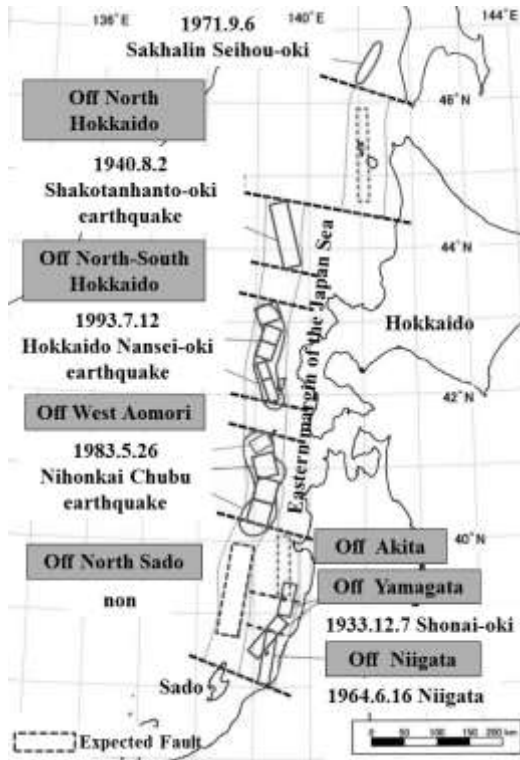 136°E
140°E
144°E
1971.9.6
Sakhalin Seihou-oki
46°N
Off North
Hokkaido
1940.8.2
Shakotanhanto-oki
earthquake
44°N
Off North-South
Hokkaido
Hokkaido
1993.7.12
Hokkaido Nansei-oki
earthquake
Eastern margin of the Japan Sea
42°N
Off West Aomori
1983.5.26
Nihonkai Chubu
earthquake
40°N
Off North Sado
non
Off Akita
Off Yamagata
1933.12.7 Shonai-oki
Off Niigata
1964.6.16 Niigata
Sado
Expected Fault
0 50 100 150 200 km